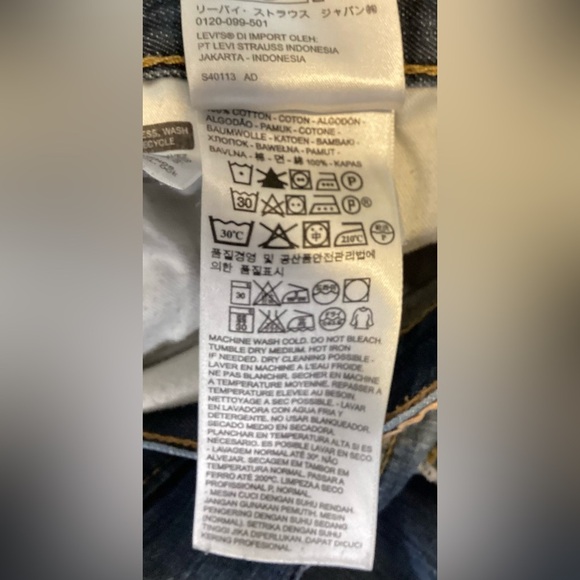 リーバイ・ストラウス ジャパン㈱
0120-099-501
LEVI'S® DI IMPORT OLEH:
PT LEVI STRAUSS INDONESIA
JAKARTA - INDONESIA
S40113 AD
100% COTTON - COTON - ALGODÓN -
ALGODÃO - PAMUK - COTONE -
BAUMWOLLE - KATOEN - BAMBAKI -
ХЛОПОК - BAWEŁNA - PAMUT -
BAVLNA - 棉 - 면 - 綿 100% - KAPAS
ESS, WASH
ECYCLE
P
30 P®
30℃ 中 210℃
품질경영 및 공산품안전관리법에
의한 품질표시
30
30
MACHINE WASH COLD. DO NOT BLEACH.
TUMBLE DRY MEDIUM. HOT IRON
IF NEEDED. DRY CLEANING POSSIBLE -
LAVER EN MACHINE A L'EAU FROIDE.
NE PAS BLANCHIR. SECHER EN MACHINE
A TEMPERATURE MOYENNE. REPASSER A
TEMPERATURE ELEVEE AU BESOIN.
NETTOYAGE A SEC POSSIBLE. - LAVAR
EN LAVADORA CON AGUA FRIA Y
DETERGENTE. NO USAR BLANQUEADOR.
SECADO MEDIO EN SECADORA.
PLANCHAR EN TEMPERATURA ALTA SI ES
NECESARIO. ES POSIBLE LAVAR EN SECO.
- LAVAGEM NORMAL ATÉ 30º. NÃO
ALVEJAR. SECAGEM EM TAMBOR EM
TEMPERATURA NORMAL. PASSAR A
FERRO ATÉ 200ºC. LIMPEZA A SECO
PROFISSIONAL P, NORMAL.
- MESIN CUCI DENGAN SUHU RENDAH.
JANGAN GUNAKAN PEMUTIH. MESIN
PENGERING DENGAN SUHU SEDANG
(NORMAL). SETRIKA DENGAN SUHU
TINGGI JIKA DIPERLUKAN, DAPAT DICUCI
KERING PROFESIONAL.